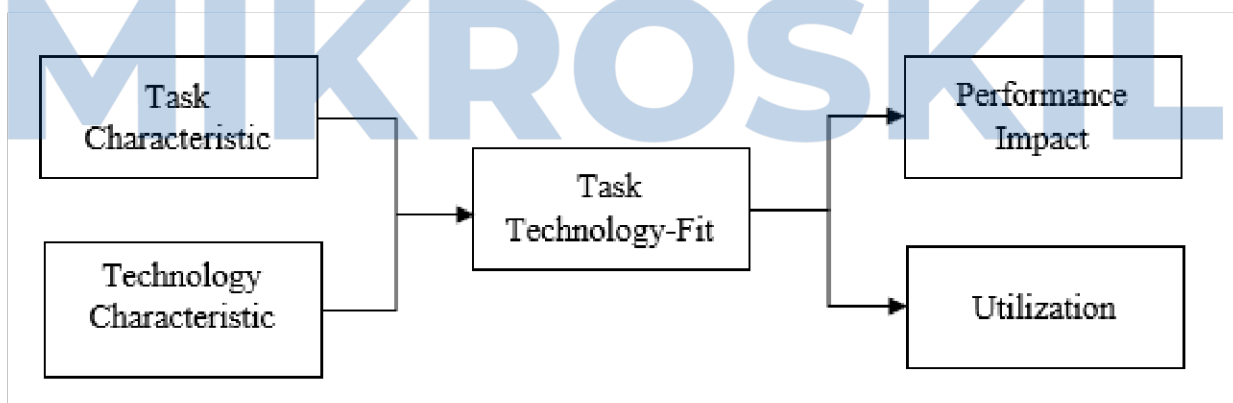 MIKROSKIL
Task
Characteristic
Technology
Characteristic
Task
Technology-Fit
Performance
Impact
Utilization